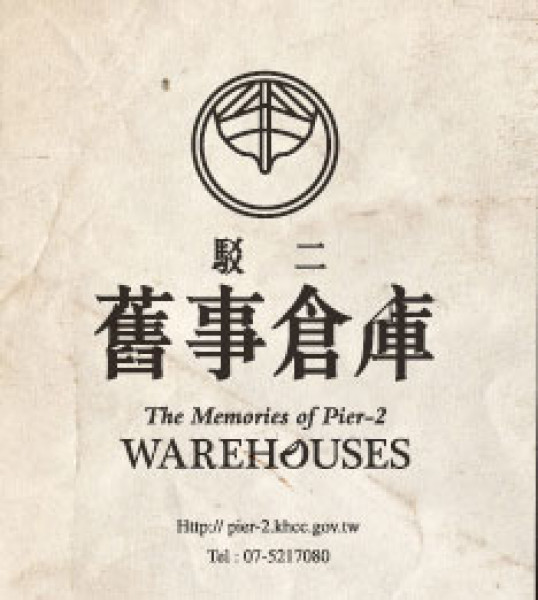 駁二
舊事倉庫
The Memories of Pier-2
WAREHOUSES
Http:// pier-2.khcc.gov.tw
Tel : 07-5217080